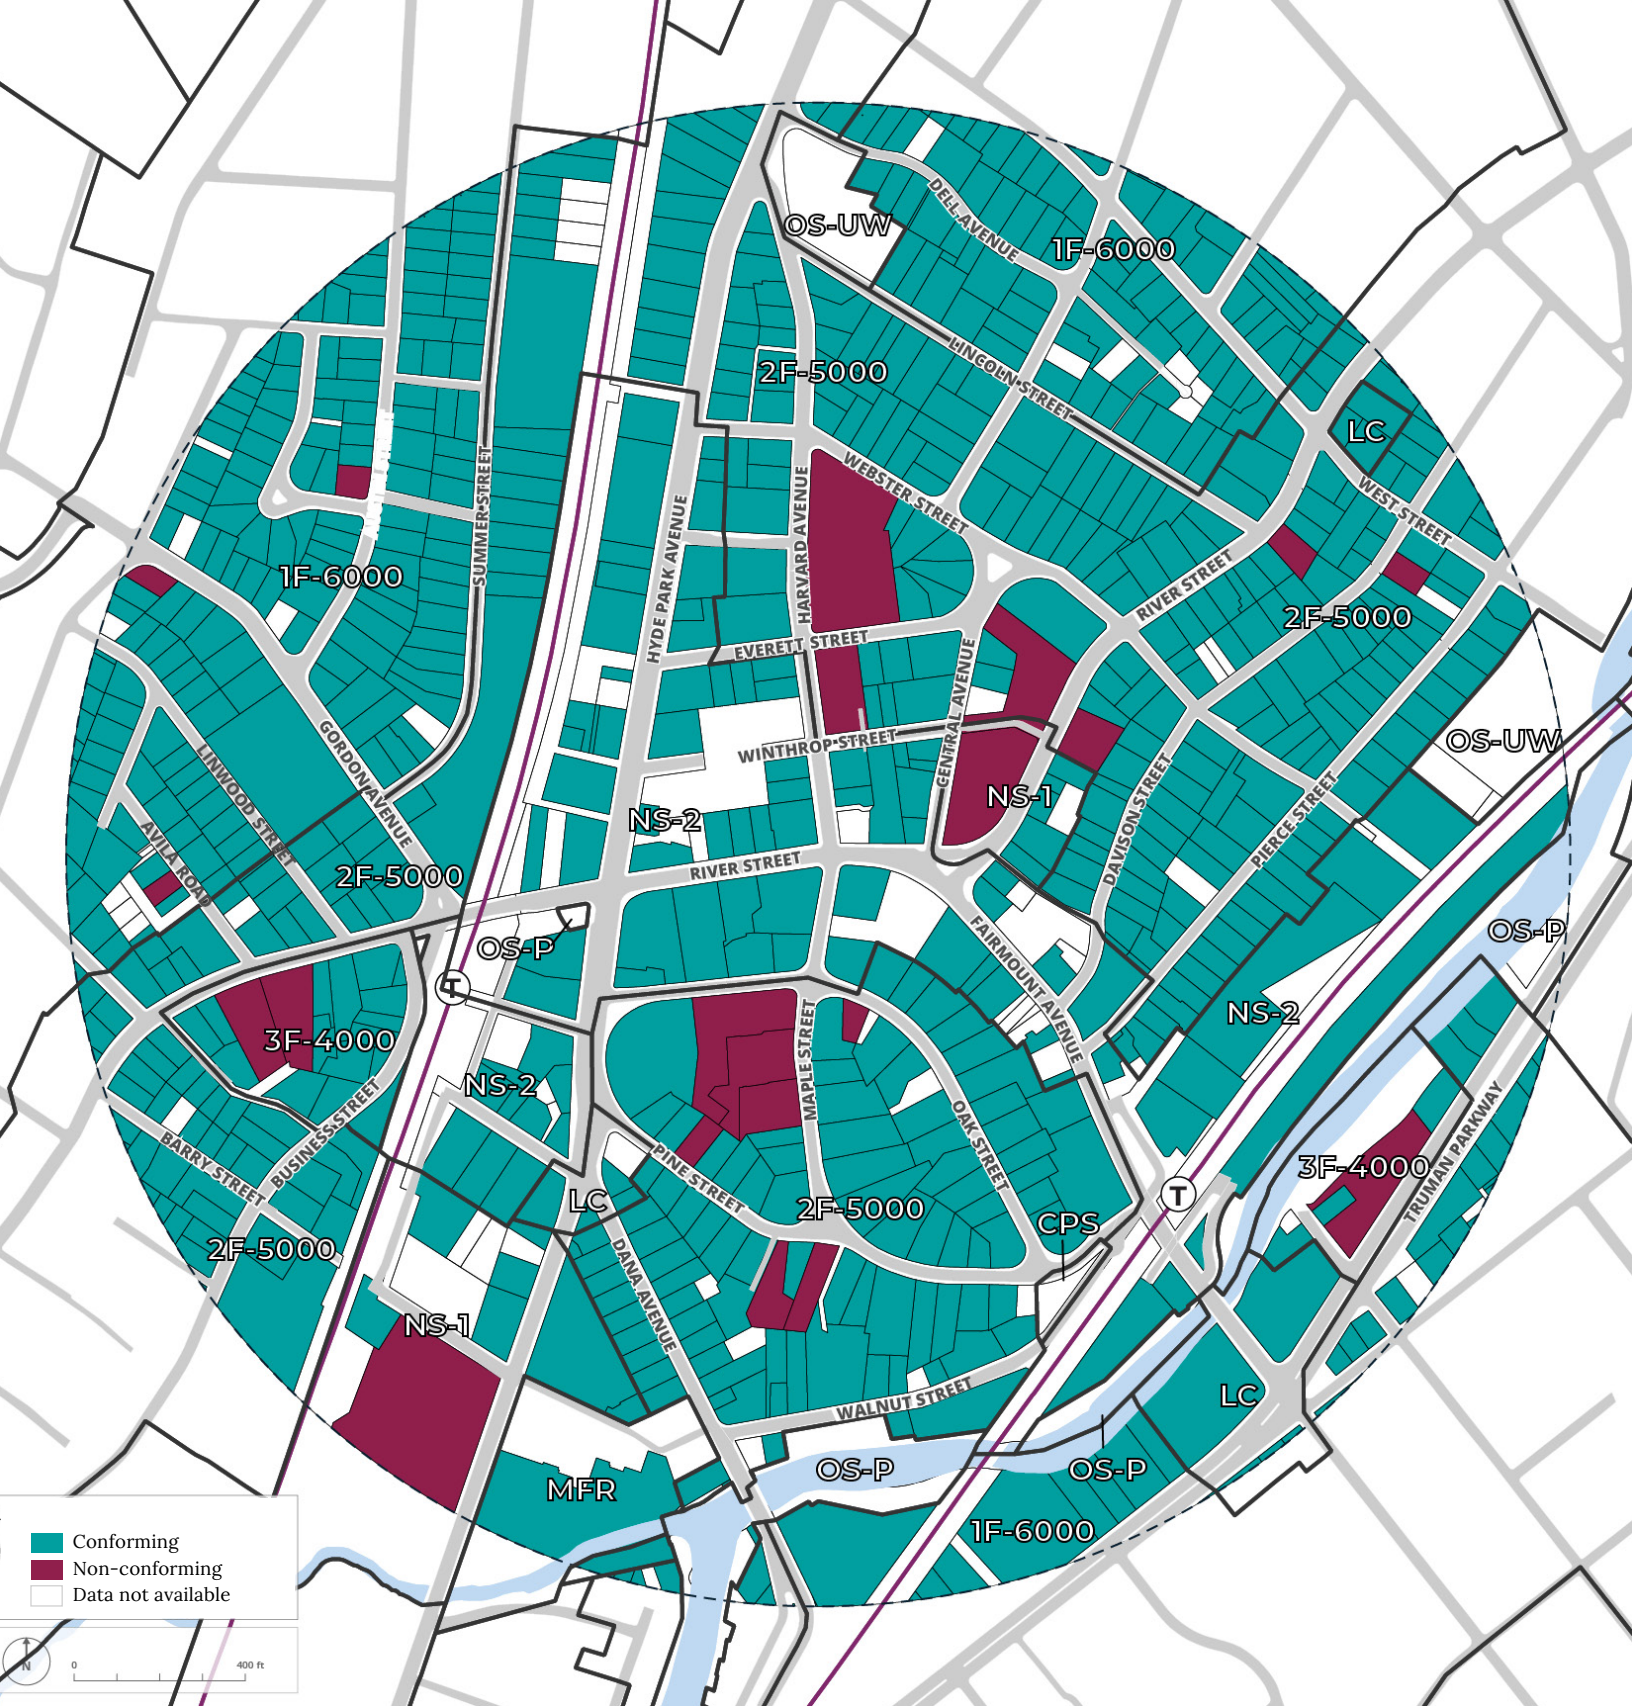 OS-UW
DELL AVENUE
1F-6000
2F-5000
LINCOLN STREET
LC
WEBSTER STREET
WEST STREET
SUMMER STREET
HYDE PARK AVENUE
HARVARD AVENUE
1F-6000
RIVER STREET
2F-5000
EVERETT STREET
CENTRAL AVENUE
WINTHROP STREET
OS-UW
GORDON AVENUE
LINWOOD STREET
NS-1
NS-2
DAVISON STREET
PIERCE STREET
AVILA ROAD
2F-5000
RIVER STREET
OS-P
OS-P
FAIRMOUNT AVENUE
T
NS-2
3F-4000
NS-2
MAPLE STREET
OAK STREET
BUSINESS STREET
BARRY STREET
PINE STREET
3F-4000
TRUMAN PARKWAY
T
LC
2F-5000
CPS
2F-5000
DANA AVENUE
NS-1
WALNUT STREET
LC
MFR
OS-P
OS-P
1F-6000
Conforming
Non-conforming
Data not available
N
0
400 ft